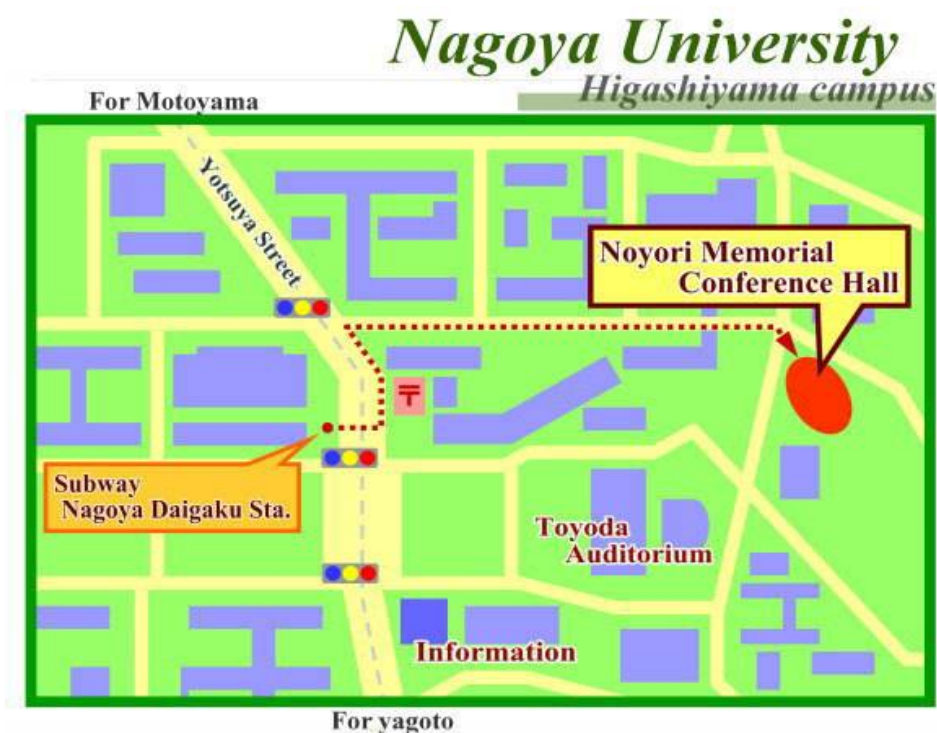 Nagoya University
Higashiyama campus
For Motoyama
Yotsuya Street
Noyori Memorial
Conference Hall
〒
Subway
Nagoya Daigaku Sta.
Toyoda
Auditorium
Information
For yagoto